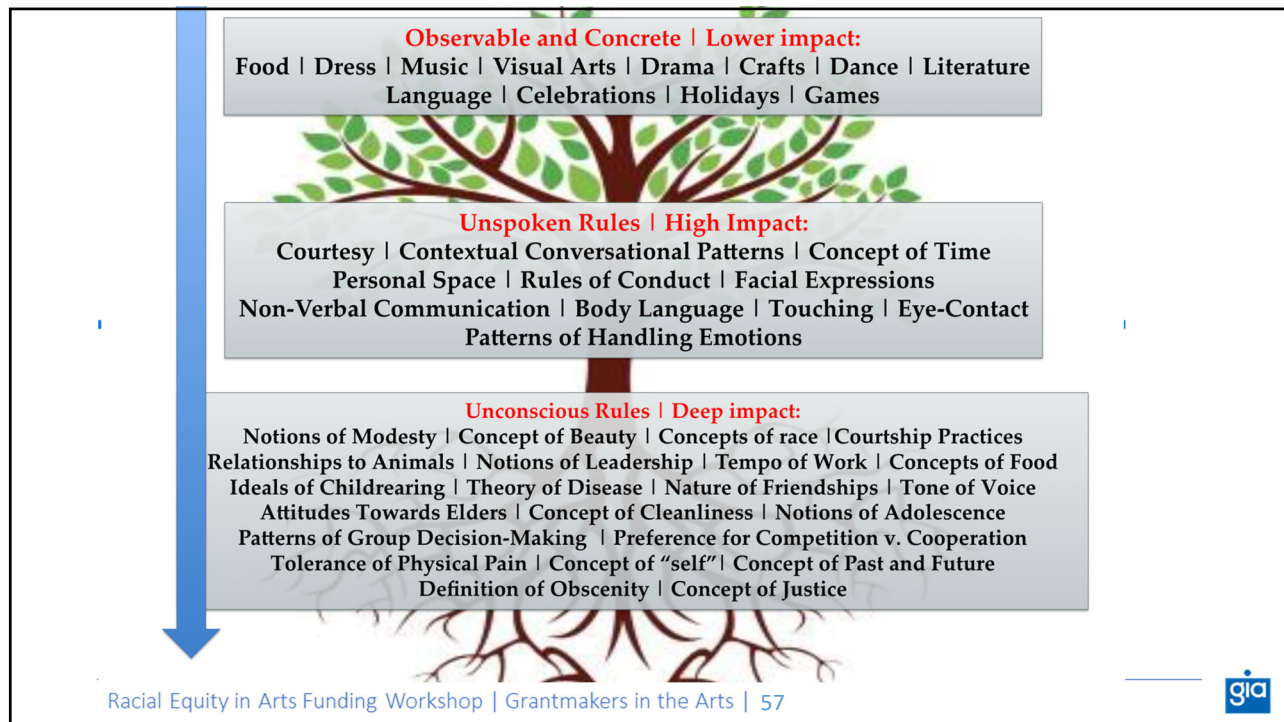 Observable and Concrete | Lower impact:
Food | Dress | Music | Visual Arts | Drama | Crafts | Dance | Literature
Language | Celebrations | Holidays | Games
Unspoken Rules | High Impact:
Courtesy | Contextual Conversational Patterns | Concept of Time
Personal Space | Rules of Conduct | Facial Expressions
Non-Verbal Communication | Body Language | Touching | Eye-Contact
Patterns of Handling Emotions
Unconscious Rules | Deep impact:
Notions of Modesty | Concept of Beauty | Concepts of race |Courtship Practices
Relationships to Animals | Notions of Leadership | Tempo of Work | Concepts of Food
Ideals of Childrearing | Theory of Disease | Nature of Friendships | Tone of Voice
Attitudes Towards Elders | Concept of Cleanliness | Notions of Adolescence
Patterns of Group Decision-Making | Preference for Competition v. Cooperation
Tolerance of Physical Pain | Concept of “self”| Concept of Past and Future
Definition of Obscenity | Concept of Justice
Racial Equity in Arts Funding Workshop | Grantmakers in the Arts | 57
gia